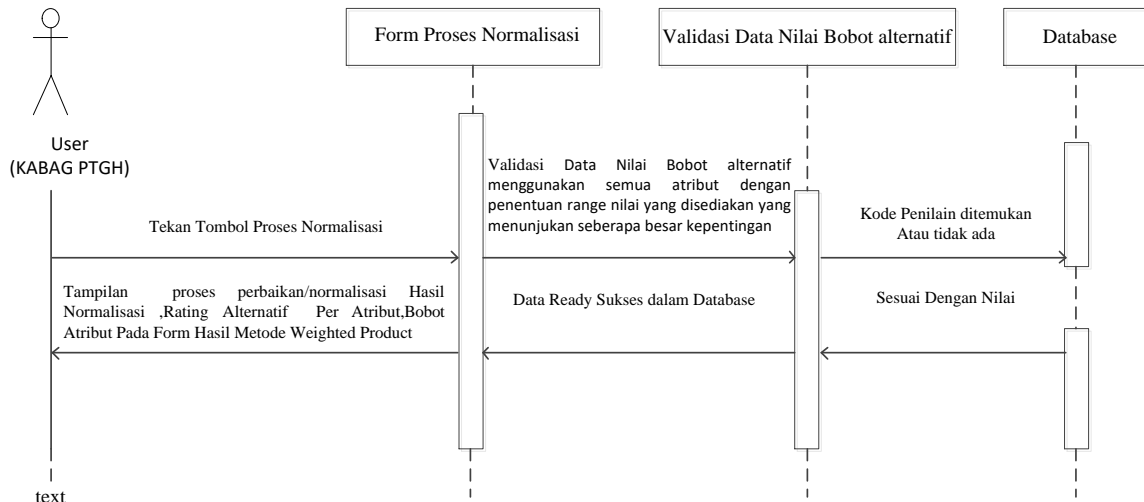 Form Proses Normalisasi
Validasi Data Nilai Bobot alternatif
Database
User
(KABAG PTGH)
Validasi Data Nilai Bobot alternatif
menggunakan semua atribut dengan
penentuan range nilai yang disediakan yang
menunjukan seberapa besar kepentingan
Tekan Tombol Proses Normalisasi
Kode Penilain ditemukan
Atau tidak ada
Tampilan proses perbaikan/normalisasi Hasil
Normalisasi ,Rating Alternatif Per Atribut,Bobot
Atribut Pada Form Hasil Metode Weighted Product
Data Ready Sukses dalam Database
Sesuai Dengan Nilai
text